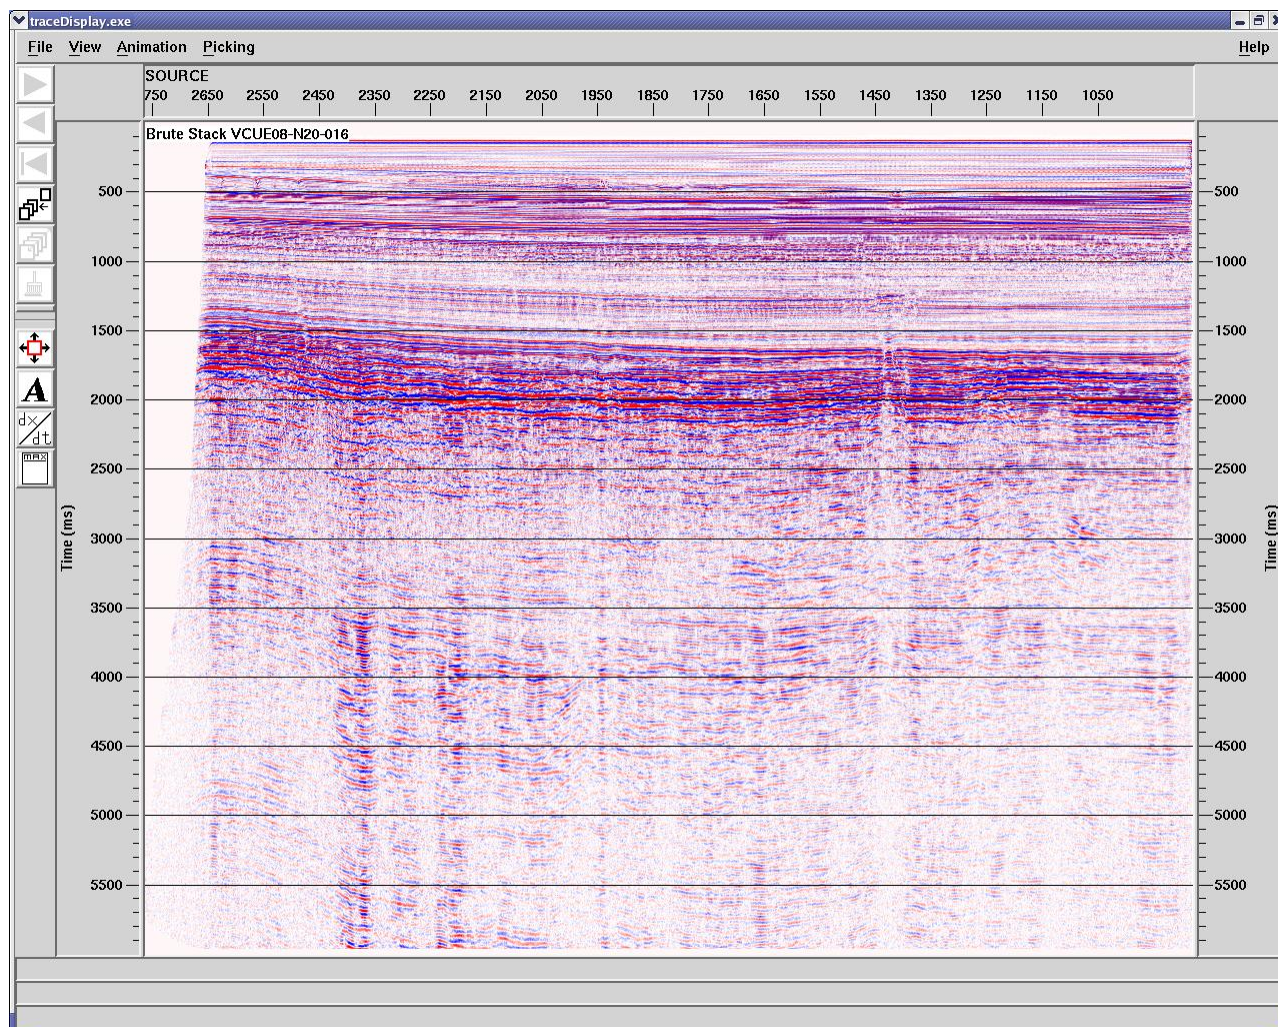 traceDisplay.exe
File View Animation Picking Help
SOURCE
750 2650 2550 2450 2350 2250 2150 2050 1950 1850 1750 1650 1550 1450 1350 1250 1150 1050
Brute Stack VCUE08-N20-016
500 500
1000 1000
1500 1500
A
2000 2000
dx/dt
max
2500 2500
Time (ms) Time (ms)
3000 3000
3500 3500
4000 4000
4500 4500
5000 5000
5500 5500